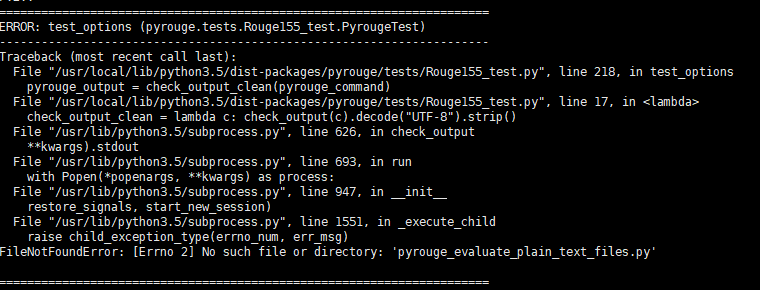 ======================================================================
ERROR: test_options (pyrouge.tests.Rouge155_test.PyrougeTest)
----------------------------------------------------------------------
Traceback (most recent call last):
  File "/usr/local/lib/python3.5/dist-packages/pyrouge/tests/Rouge155_test.py", line 218, in test_options
    pyrouge_output = check_output_clean(pyrouge_command)
  File "/usr/local/lib/python3.5/dist-packages/pyrouge/tests/Rouge155_test.py", line 17, in <lambda>
    check_output_clean = lambda c: check_output(c).decode("UTF-8").strip()
  File "/usr/lib/python3.5/subprocess.py", line 626, in check_output
    **kwargs).stdout
  File "/usr/lib/python3.5/subprocess.py", line 693, in run
    with Popen(*popenargs, **kwargs) as process:
  File "/usr/lib/python3.5/subprocess.py", line 947, in __init__
    restore_signals, start_new_session)
  File "/usr/lib/python3.5/subprocess.py", line 1551, in _execute_child
    raise child_exception_type(errno_num, err_msg)
FileNotFoundError: [Errno 2] No such file or directory: 'pyrouge_evaluate_plain_text_files.py'
======================================================================